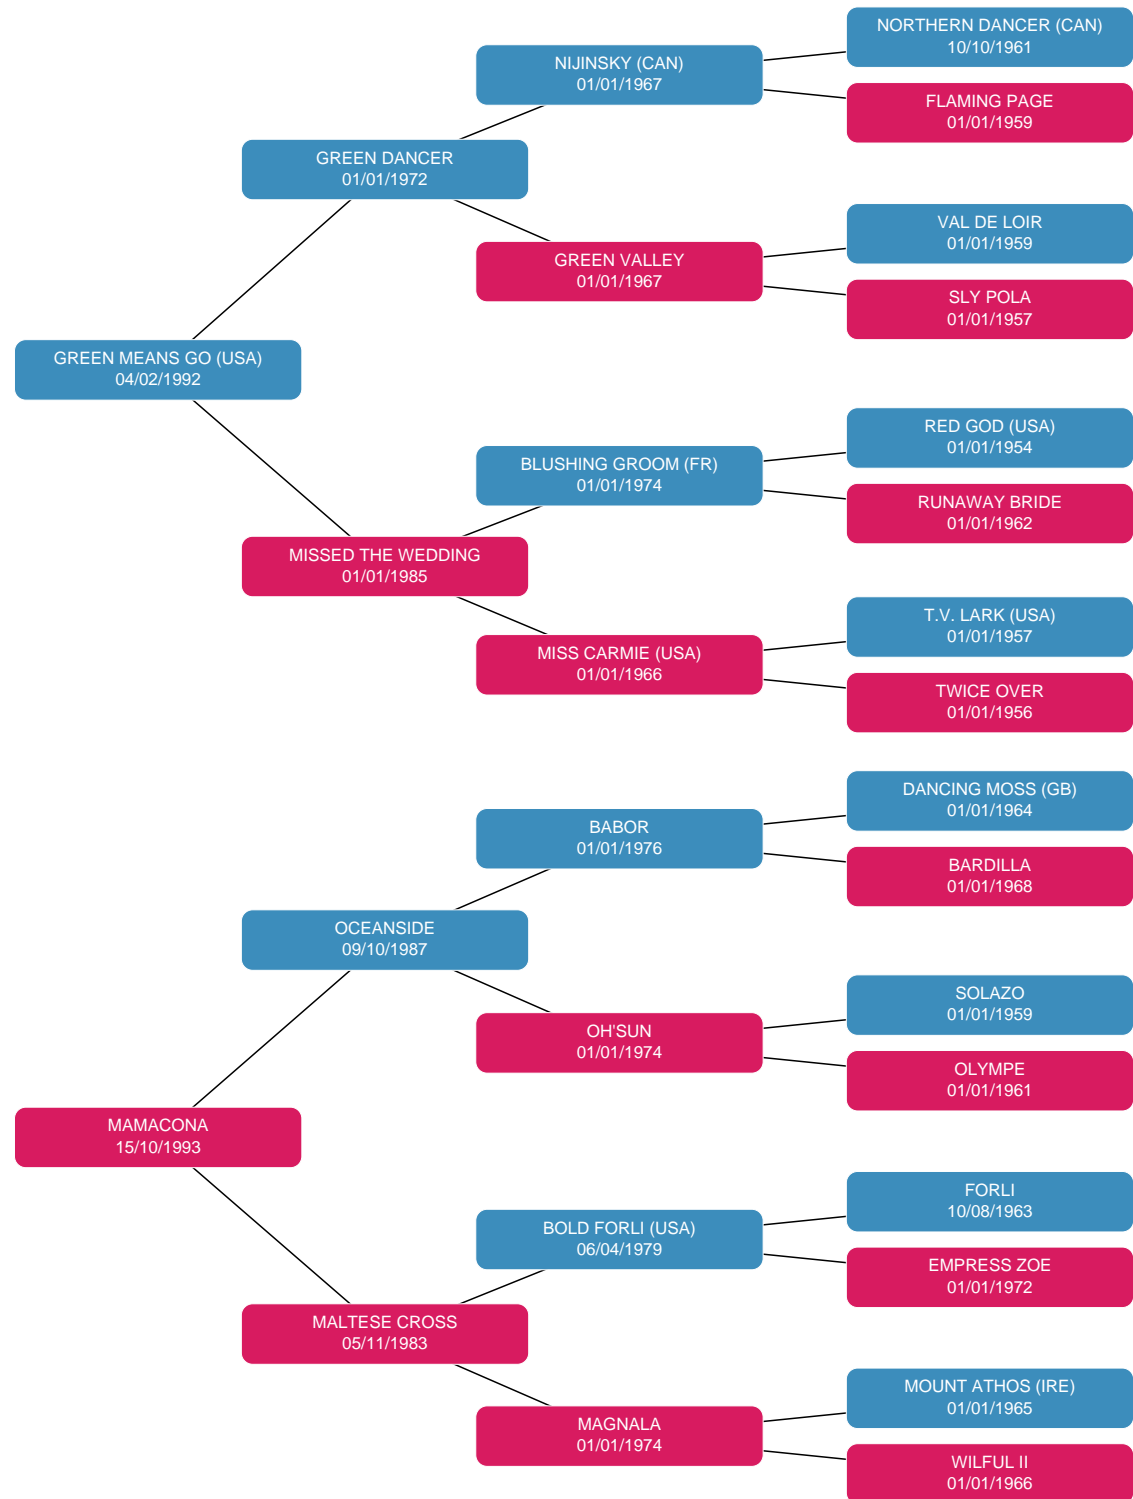 NORTHERN DANCER (CAN)
10/10/1961
NIJINSKY (CAN)
01/01/1967
FLAMING PAGE
01/01/1959
GREEN DANCER
01/01/1972
VAL DE LOIR
01/01/1959
GREEN VALLEY
01/01/1967
SLY POLA
01/01/1957
GREEN MEANS GO (USA)
04/02/1992
RED GOD (USA)
01/01/1954
BLUSHING GROOM (FR)
01/01/1974
RUNAWAY BRIDE
01/01/1962
MISSED THE WEDDING
01/01/1985
T.V. LARK (USA)
01/01/1957
MISS CARMIE (USA)
01/01/1966
TWICE OVER
01/01/1956
DANCING MOSS (GB)
01/01/1964
BABOR
01/01/1976
BARDILLA
01/01/1968
OCEANSIDE
09/10/1987
SOLAZO
01/01/1959
OH'SUN
01/01/1974
OLYMPE
01/01/1961
MAMACONA
15/10/1993
FORLI
10/08/1963
BOLD FORLI (USA)
06/04/1979
EMPRESS ZOE
01/01/1972
MALTESE CROSS
05/11/1983
MOUNT ATHOS (IRE)
01/01/1965
MAGNALA
01/01/1974
WILFUL II
01/01/1966